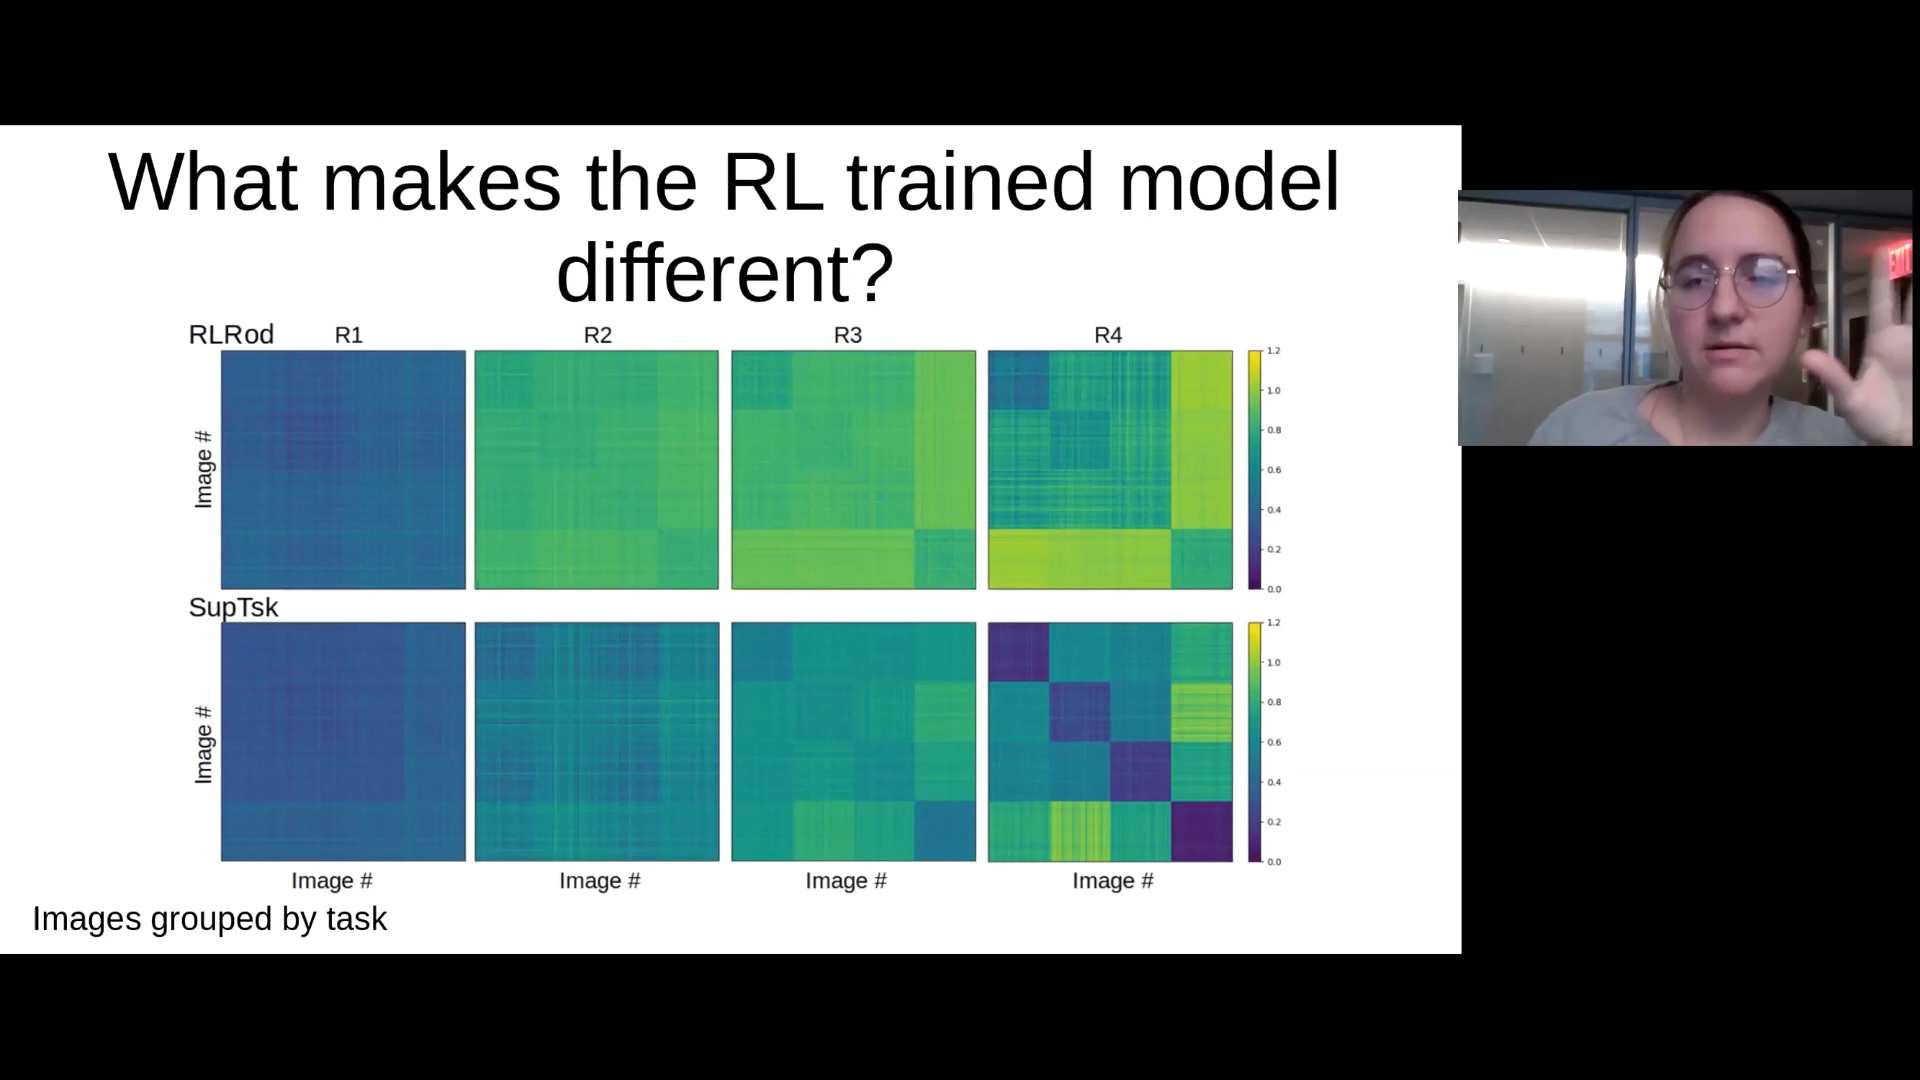 What makes the RL trained model
different?
RLRod
R1
R2
R3
R4
Image #
1.2
1.0
0.8
0.6
0.4
0.2
0.0
SupTsk
Image #
1.2
1.0
0.8
0.6
0.4
0.2
0.0
Image #
Image #
Image #
Image #
Images grouped by task